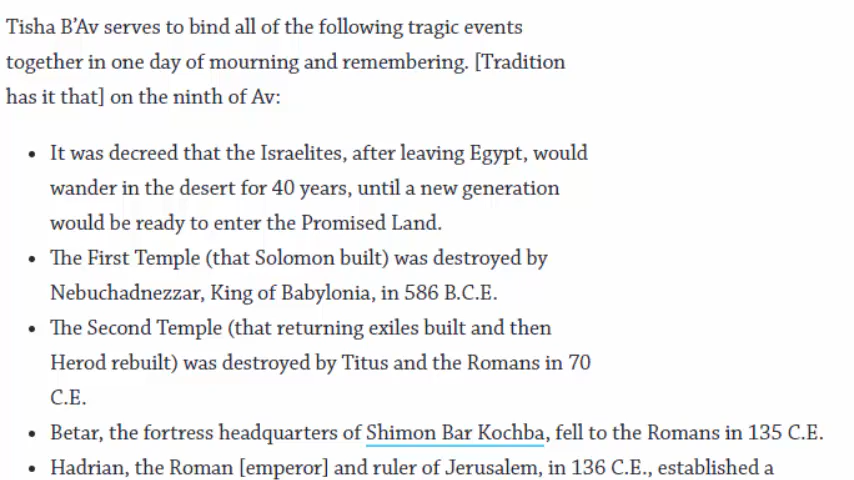 Tisha B’Av serves to bind all of the following tragic events
together in one day of mourning and remembering. [Tradition
has it that] on the ninth of Av:
• It was decreed that the Israelites, after leaving Egypt, would
wander in the desert for 40 years, until a new generation
would be ready to enter the Promised Land.
• The First Temple (that Solomon built) was destroyed by
Nebuchadnezzar, King of Babylonia, in 586 B.C.E.
• The Second Temple (that returning exiles built and then
Herod rebuilt) was destroyed by Titus and the Romans in 70
C.E.
• Betar, the fortress headquarters of Shimon Bar Kochba, fell to the Romans in 135 C.E.
• Hadrian, the Roman [emperor] and ruler of Jerusalem, in 136 C.E., established a